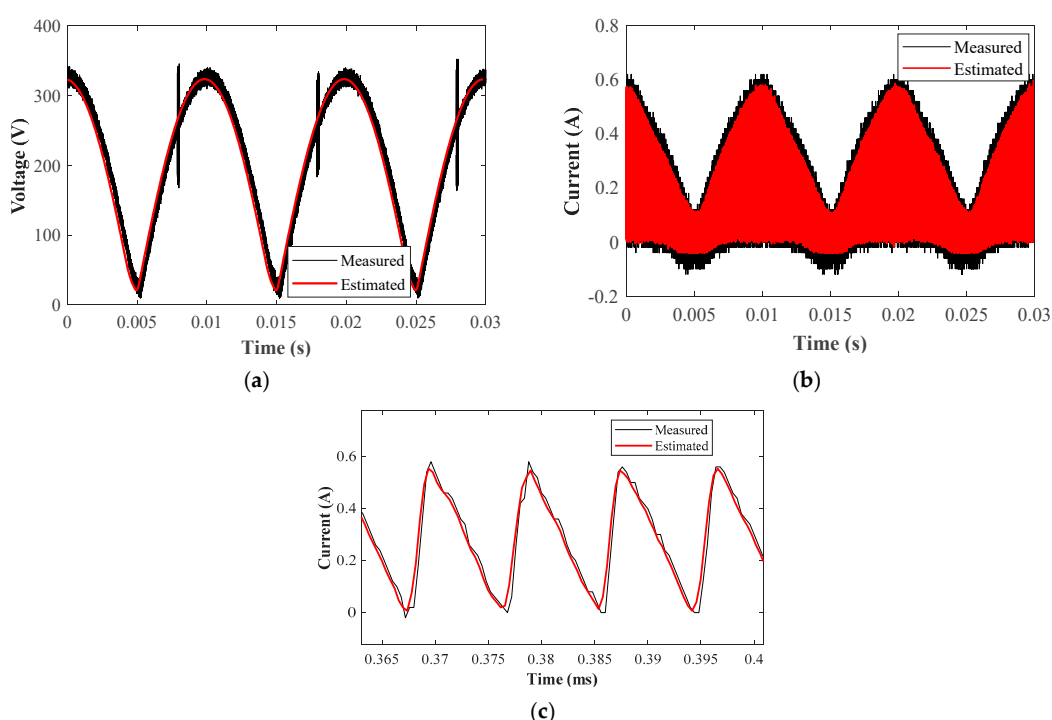 400
300
200
100
0
Voltage (V)
Measured
Estimated
0 0.005 0.01 0.015 0.02 0.025 0.03
Time (s)
(a)
0.8
0.6
0.4
0.2
0
-0.2
Current (A)
Measured
Estimated
0 0.005 0.01 0.015 0.02 0.025 0.03
Time (s)
(b)
0.6
0.4
0.2
0
Current (A)
Measured
Estimated
0.365 0.37 0.375 0.38 0.385 0.39 0.395 0.4
Time (ms)
(c)